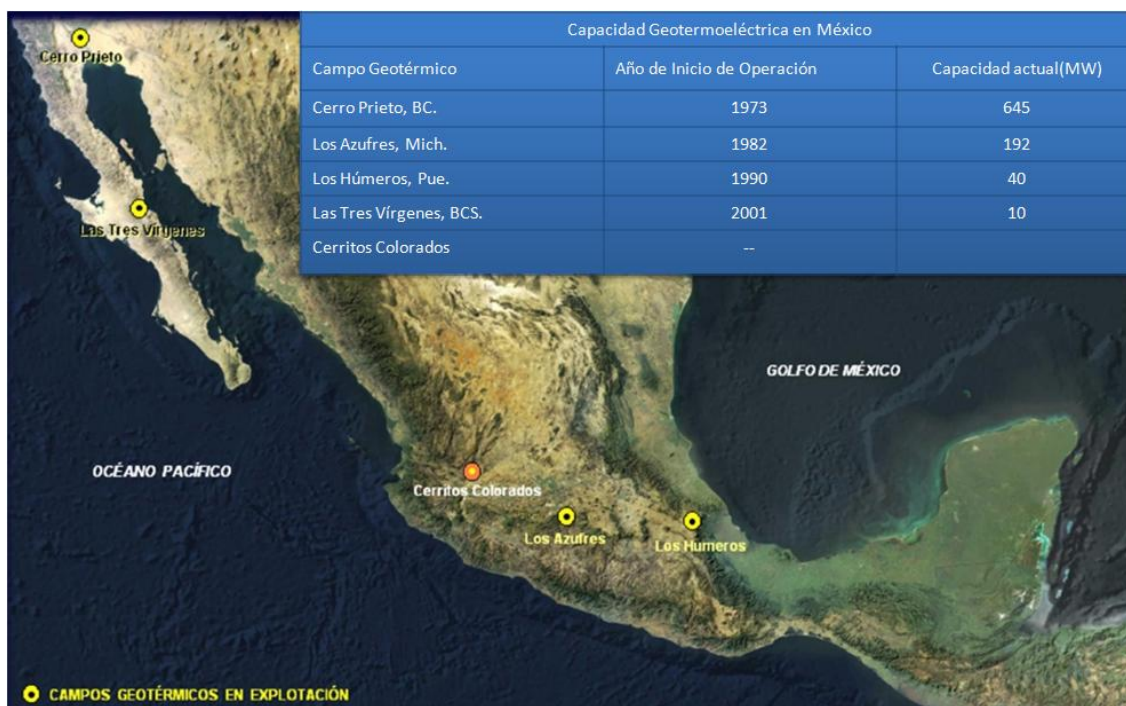 Capacidad Geotermoeléctrica en México
Campo Geotérmico Año de Inicio de Operación Capacidad actual(MW)
Cerro Prieto, BC. 1973 645
Los Azufres, Mich. 1982 192
Los Húmeros, Pue. 1990 40
Las Tres Vírgenes, BCS. 2001 10
Cerritos Colorados --
Cerro Prieto
Las Tres Vírgenes
GOLFO DE MÉXICO
OCÉANO PACÍFICO
Cerritos Colorados
Los Azufres
Los Humeros
CAMPOS GEOTÉRMICOS EN EXPLOTACIÓN